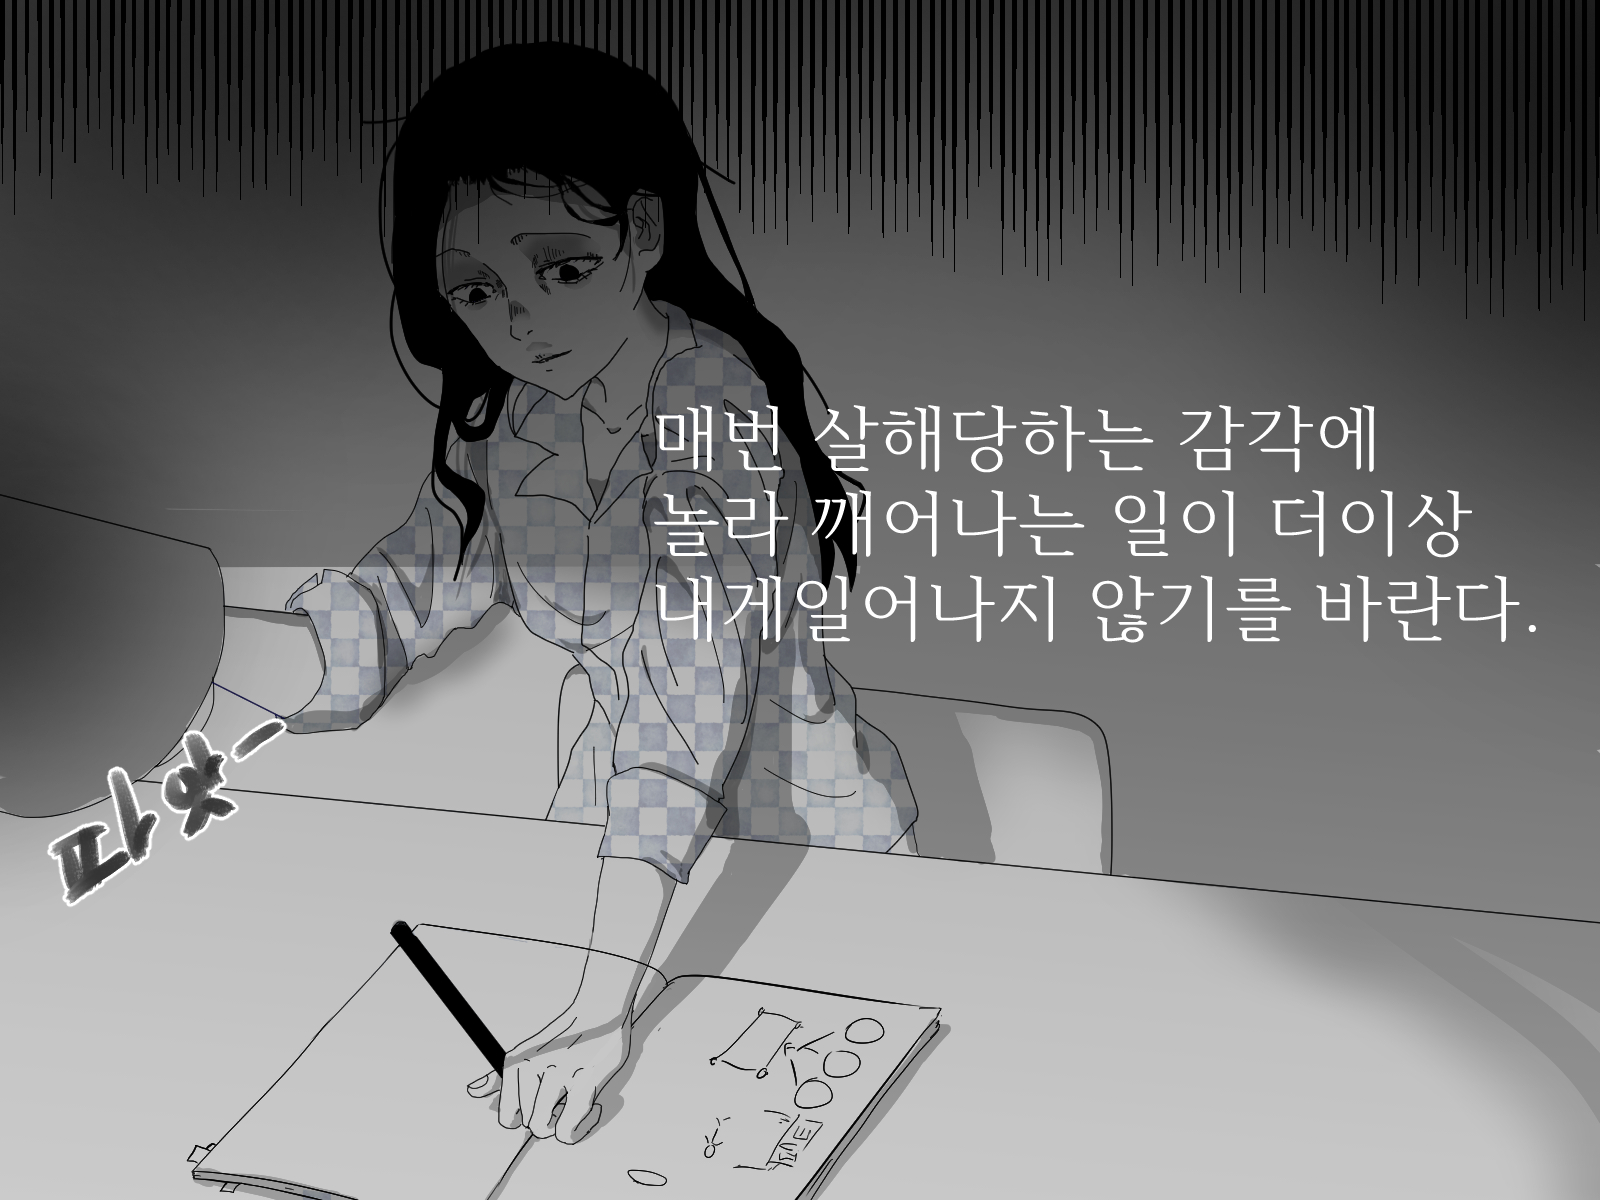 매번 살해당하는 감각에
놀라 깨어나는 일이 더이상
내게일어나지 않기를 바란다.
파앗-